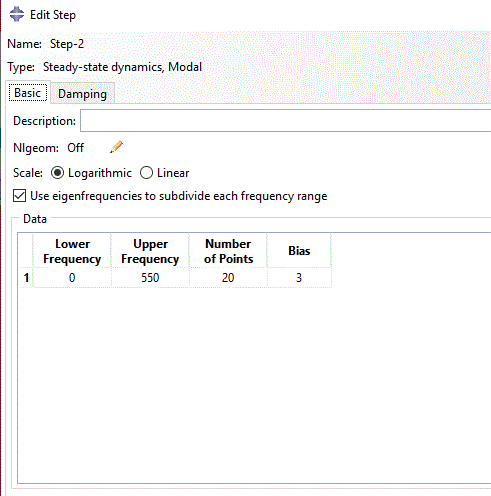 Edit Step
Name: Step-2
Type: Steady-state dynamics, Modal
Basic Damping
Description:
Nlgeom: Off
Scale: Logarithmic Linear
Use eigenfrequencies to subdivide each frequency range
Data
Lower Upper Number
Frequency Frequency of Points Bias
1 0 550 20 3